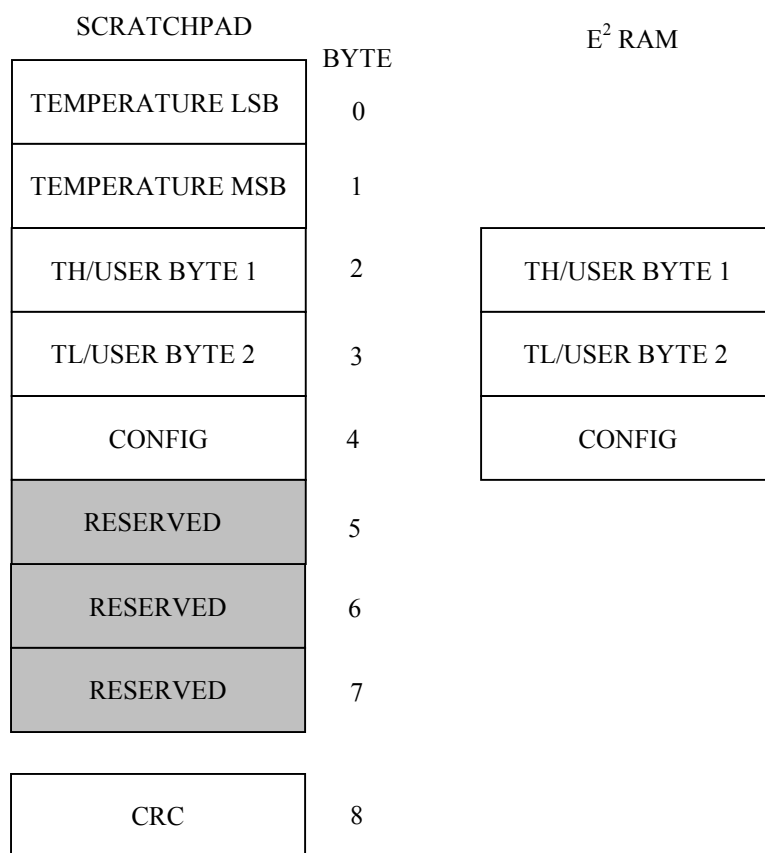 SCRATCHPAD
BYTE
E² RAM
TEMPERATURE LSB
0
TEMPERATURE MSB
1
TH/USER BYTE 1
2
TH/USER BYTE 1
TL/USER BYTE 2
3
TL/USER BYTE 2
CONFIG
4
CONFIG
RESERVED
5
RESERVED
6
RESERVED
7
CRC
8